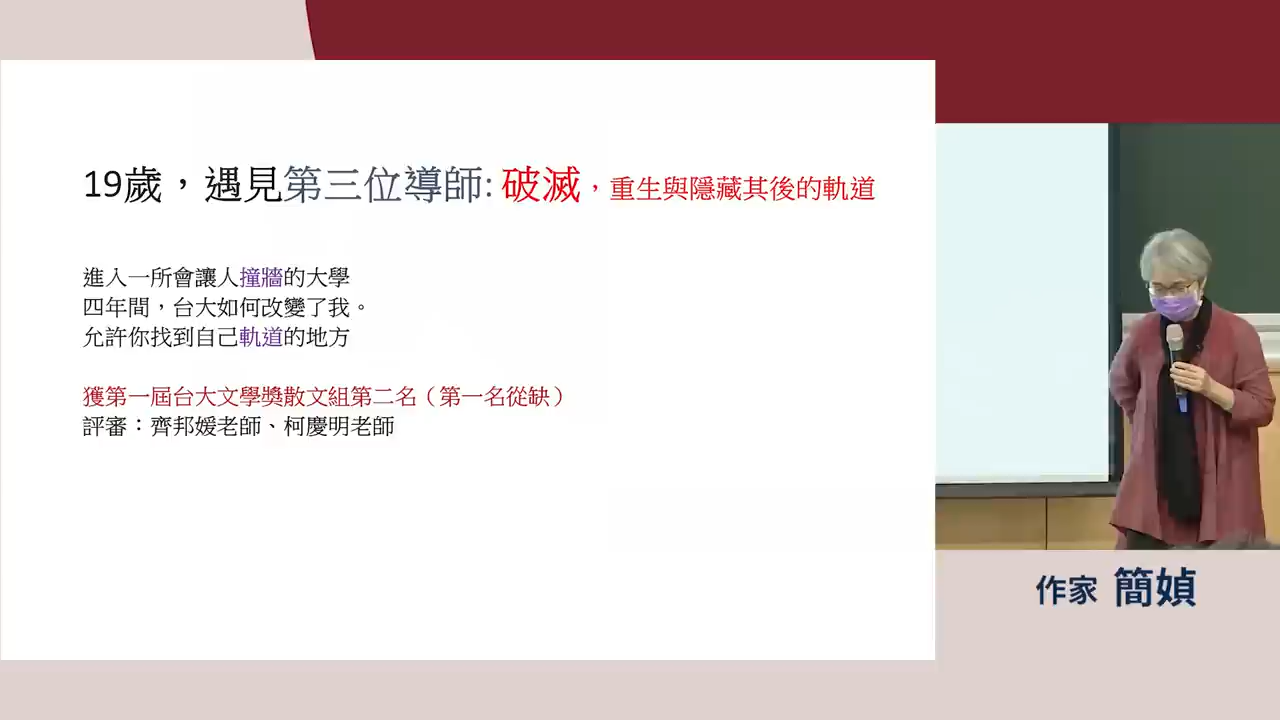 19歲，遇見第三位導師: 破滅，重生與隱藏其後的軌道
進入一所會讓人撞牆的大學
四年間，台大如何改變了我。
允許你找到自己軌道的地方
獲第一屆台大文學獎散文組第二名（第一名從缺）
評審：齊邦媛老師、柯慶明老師
作家 簡媜